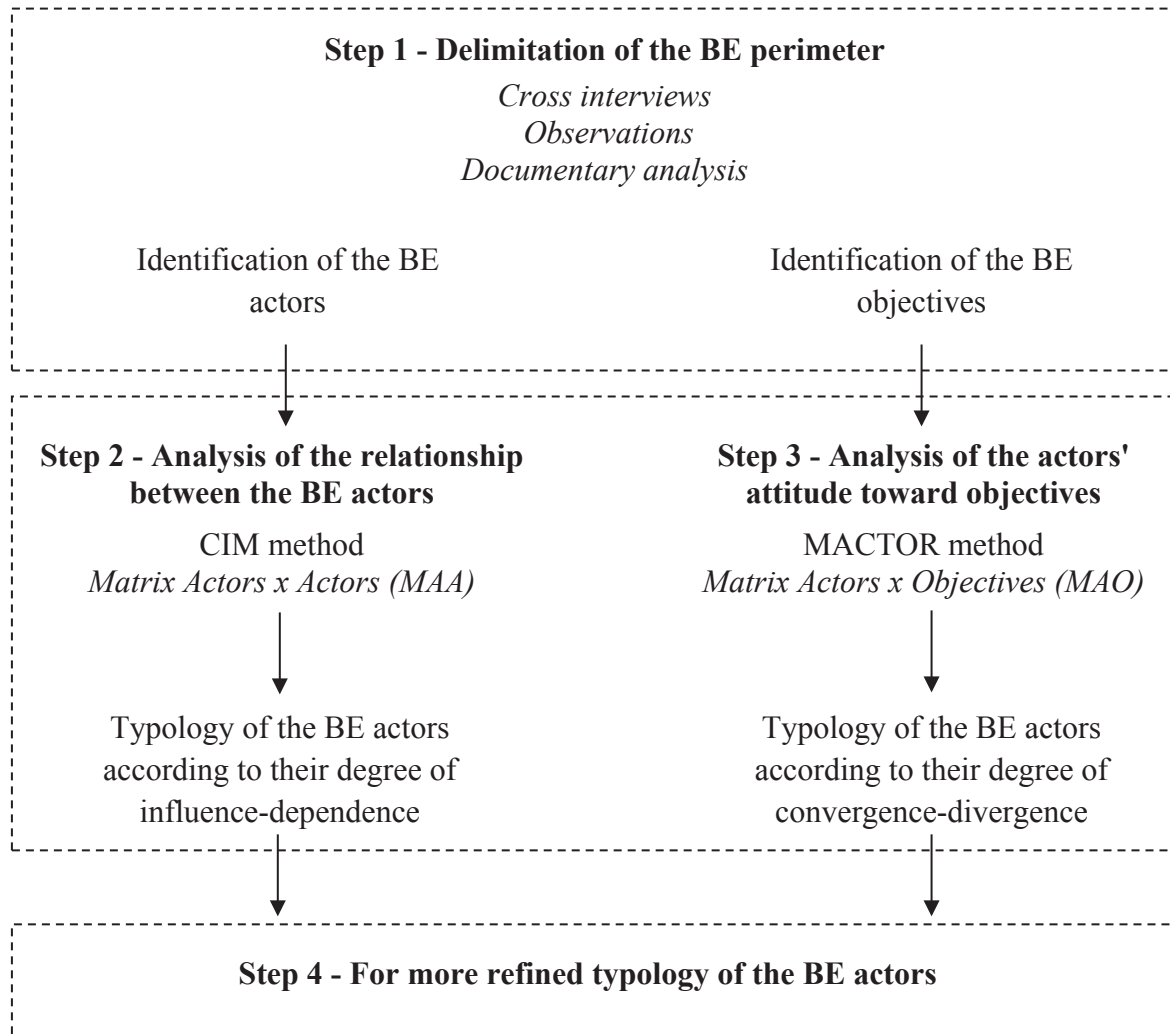 Step 1 - Delimitation of the BE perimeter
Cross interviews
Observations
Documentary analysis
Identification of the BE
actors
Identification of the BE
objectives
Step 2 - Analysis of the relationship
between the BE actors
CIM method
Matrix Actors x Actors (MAA)
Typology of the BE actors
according to their degree of
influence-dependence
Step 3 - Analysis of the actors'
attitude toward objectives
MACTOR method
Matrix Actors x Objectives (MAO)
Typology of the BE actors
according to their degree of
convergence-divergence
Step 4 - For more refined typology of the BE actors